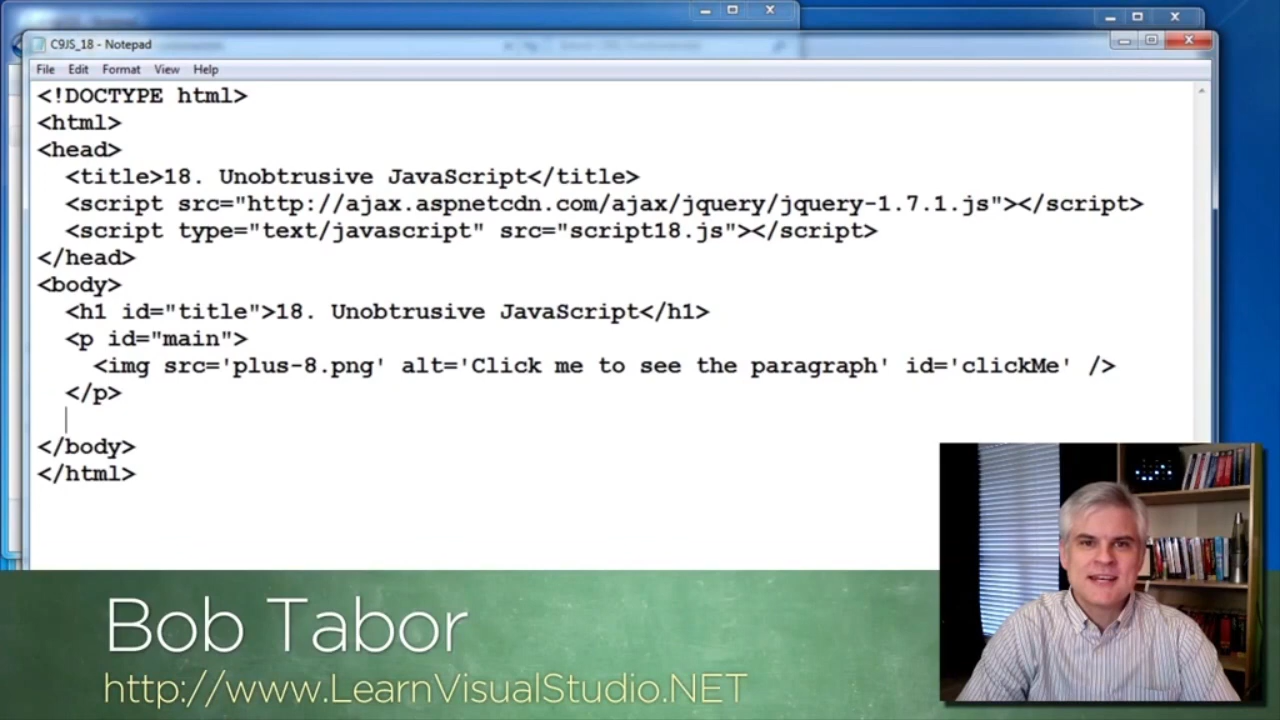 C9JS_18 - Notepad
File Edit Format View Help
<!DOCTYPE html>
<html>
<head>
<title>18. Unobtrusive JavaScript</title>
<script src="http://ajax.aspnetcdn.com/ajax/jquery/jquery-1.7.1.js"></script>
<script type="text/javascript" src="script18.js"></script>
</head>
<body>
<h1 id="title">18. Unobtrusive JavaScript</h1>
<p id="main">
<img src='plus-8.png' alt='Click me to see the paragraph' id='clickMe' />
</p>
</body>
</html>
Bob Tabor
http://www.LearnVisualStudio.NET